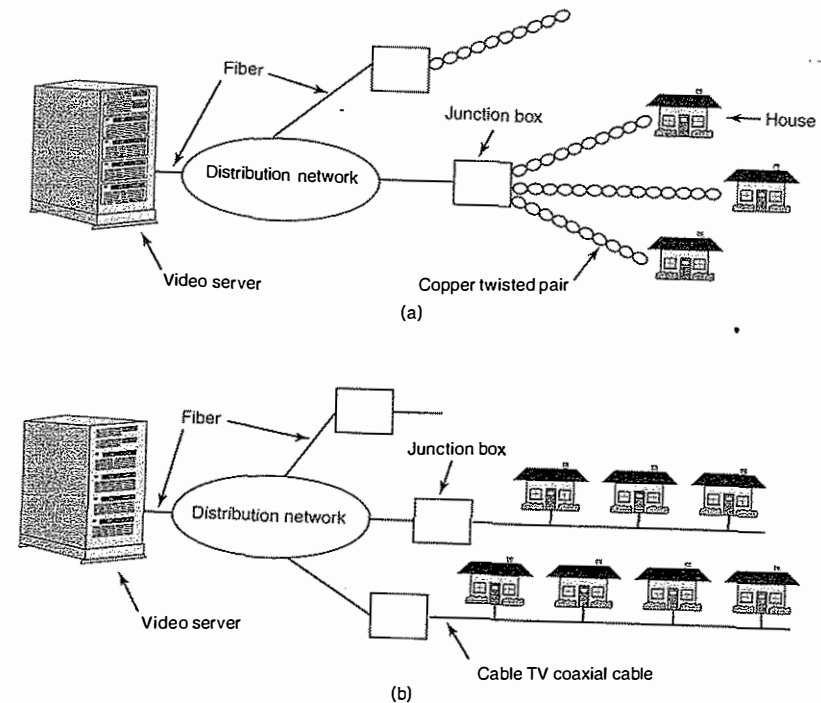 Fiber
Junction box
House
Distribution network
Video server
Copper twisted pair
(a)
Fiber
Junction box
Distribution network
Video server
Cable TV coaxial cable
(b)